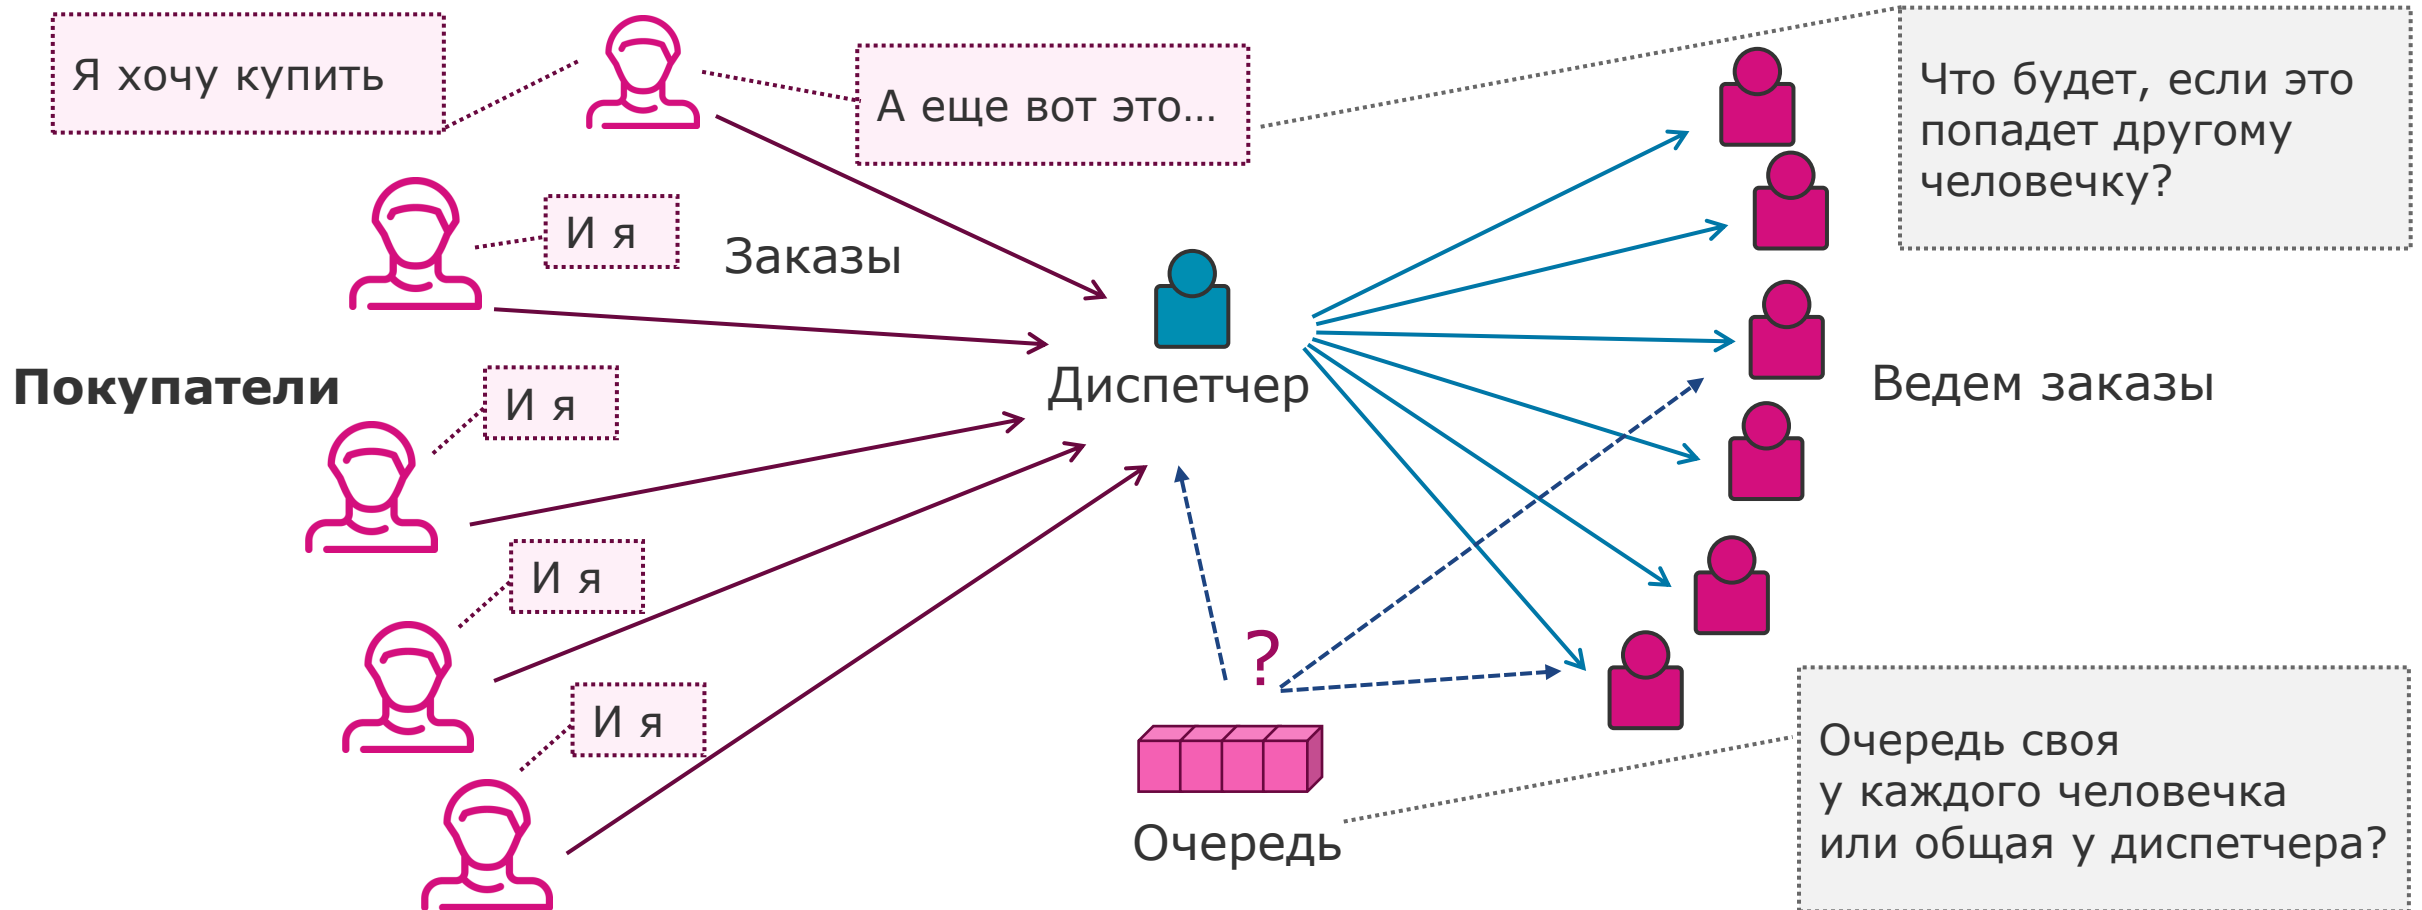 Я хочу купить
А еще вот это...
Что будет, если это
попадет другому
человечку?
И я
Заказы
Покупатели
И я
Диспетчер
Ведем заказы
И я
И я
?
Очередь
Очередь своя
у каждого человечка
или общая у диспетчера?